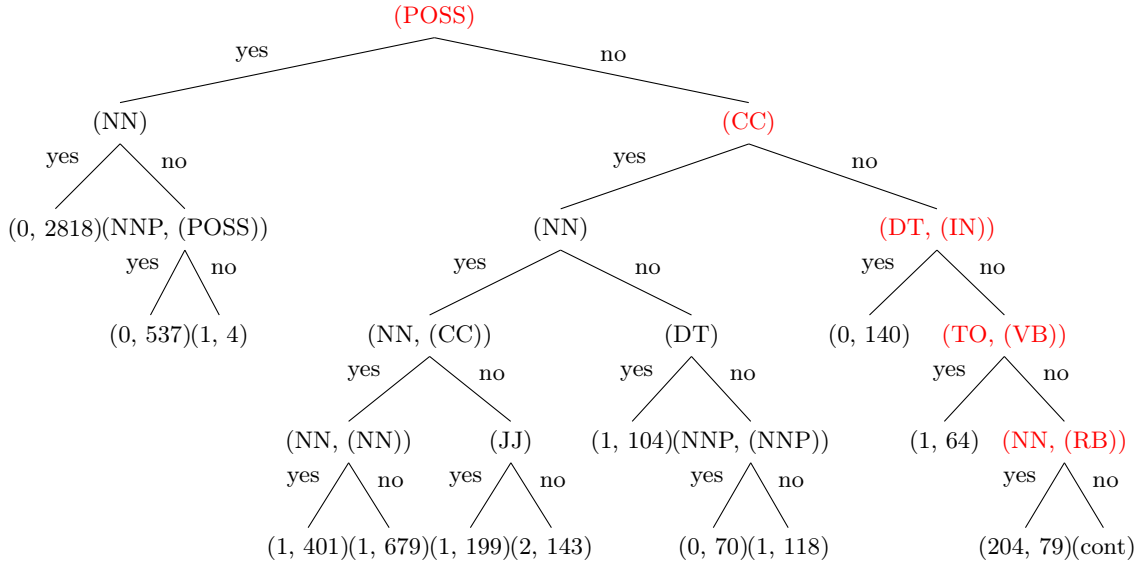 (POSS)
yes no
(NN) (CC)
yes no yes no
(0, 2818)(NNP, (POSS)) (NN) (DT, (IN))
yes no yes no yes no
(0, 537)(1, 4) (NN, (CC)) (DT) (0, 140) (TO, (VB))
yes no yes no yes no
(NN, (NN)) (JJ) (1, 104)(NNP, (NNP)) (1, 64) (NN, (RB))
yes no yes no yes no yes no
(1, 401)(1, 679)(1, 199)(2, 143) (0, 70)(1, 118) (204, 79)(cont)